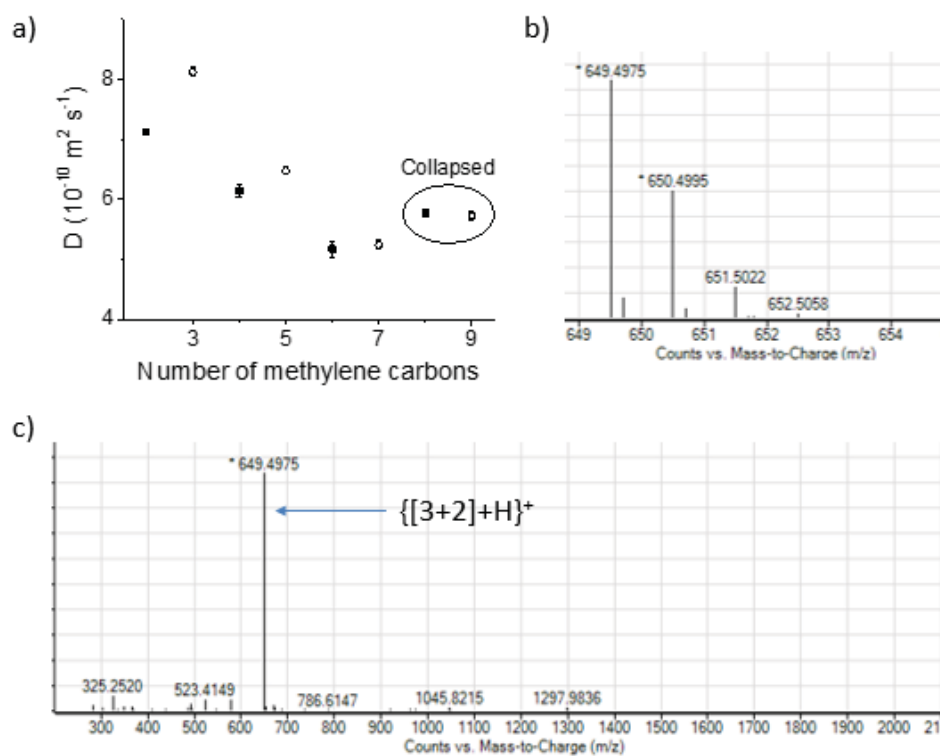 a)
8
6
4
D (10⁻¹⁰ m² s⁻¹)
Collapsed
3 5 7 9
Number of methylene carbons
b)
* 649.4975
* 650.4995
651.5022
652.5058
649 650 651 652 653 654
Counts vs. Mass-to-Charge (m/z)
c)
* 649.4975
{[3+2]+H}⁺
325.2520
523.4149
786.6147
1045.8215
1297.9836
300 400 500 600 700 800 900 1000 1100 1200 1300 1400 1500 1600 1700 1800 1900 2000 21
Counts vs. Mass-to-Charge (m/z)